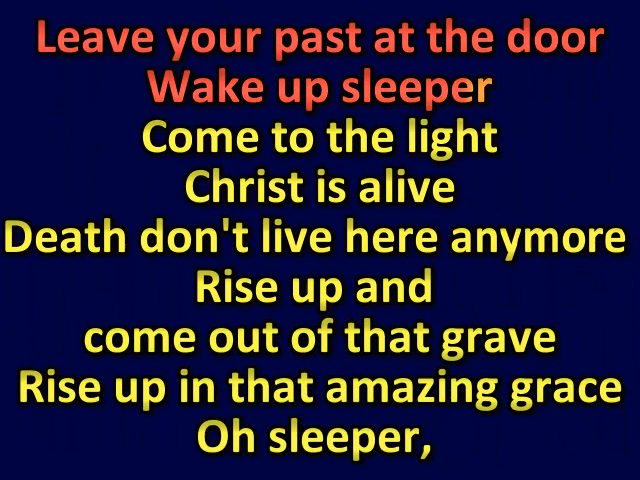 Leave your past at the door
Wake up sleeper
Come to the light
Christ is alive
Death don't live here anymore
Rise up and
come out of that grave
Rise up in that amazing grace
Oh sleeper,